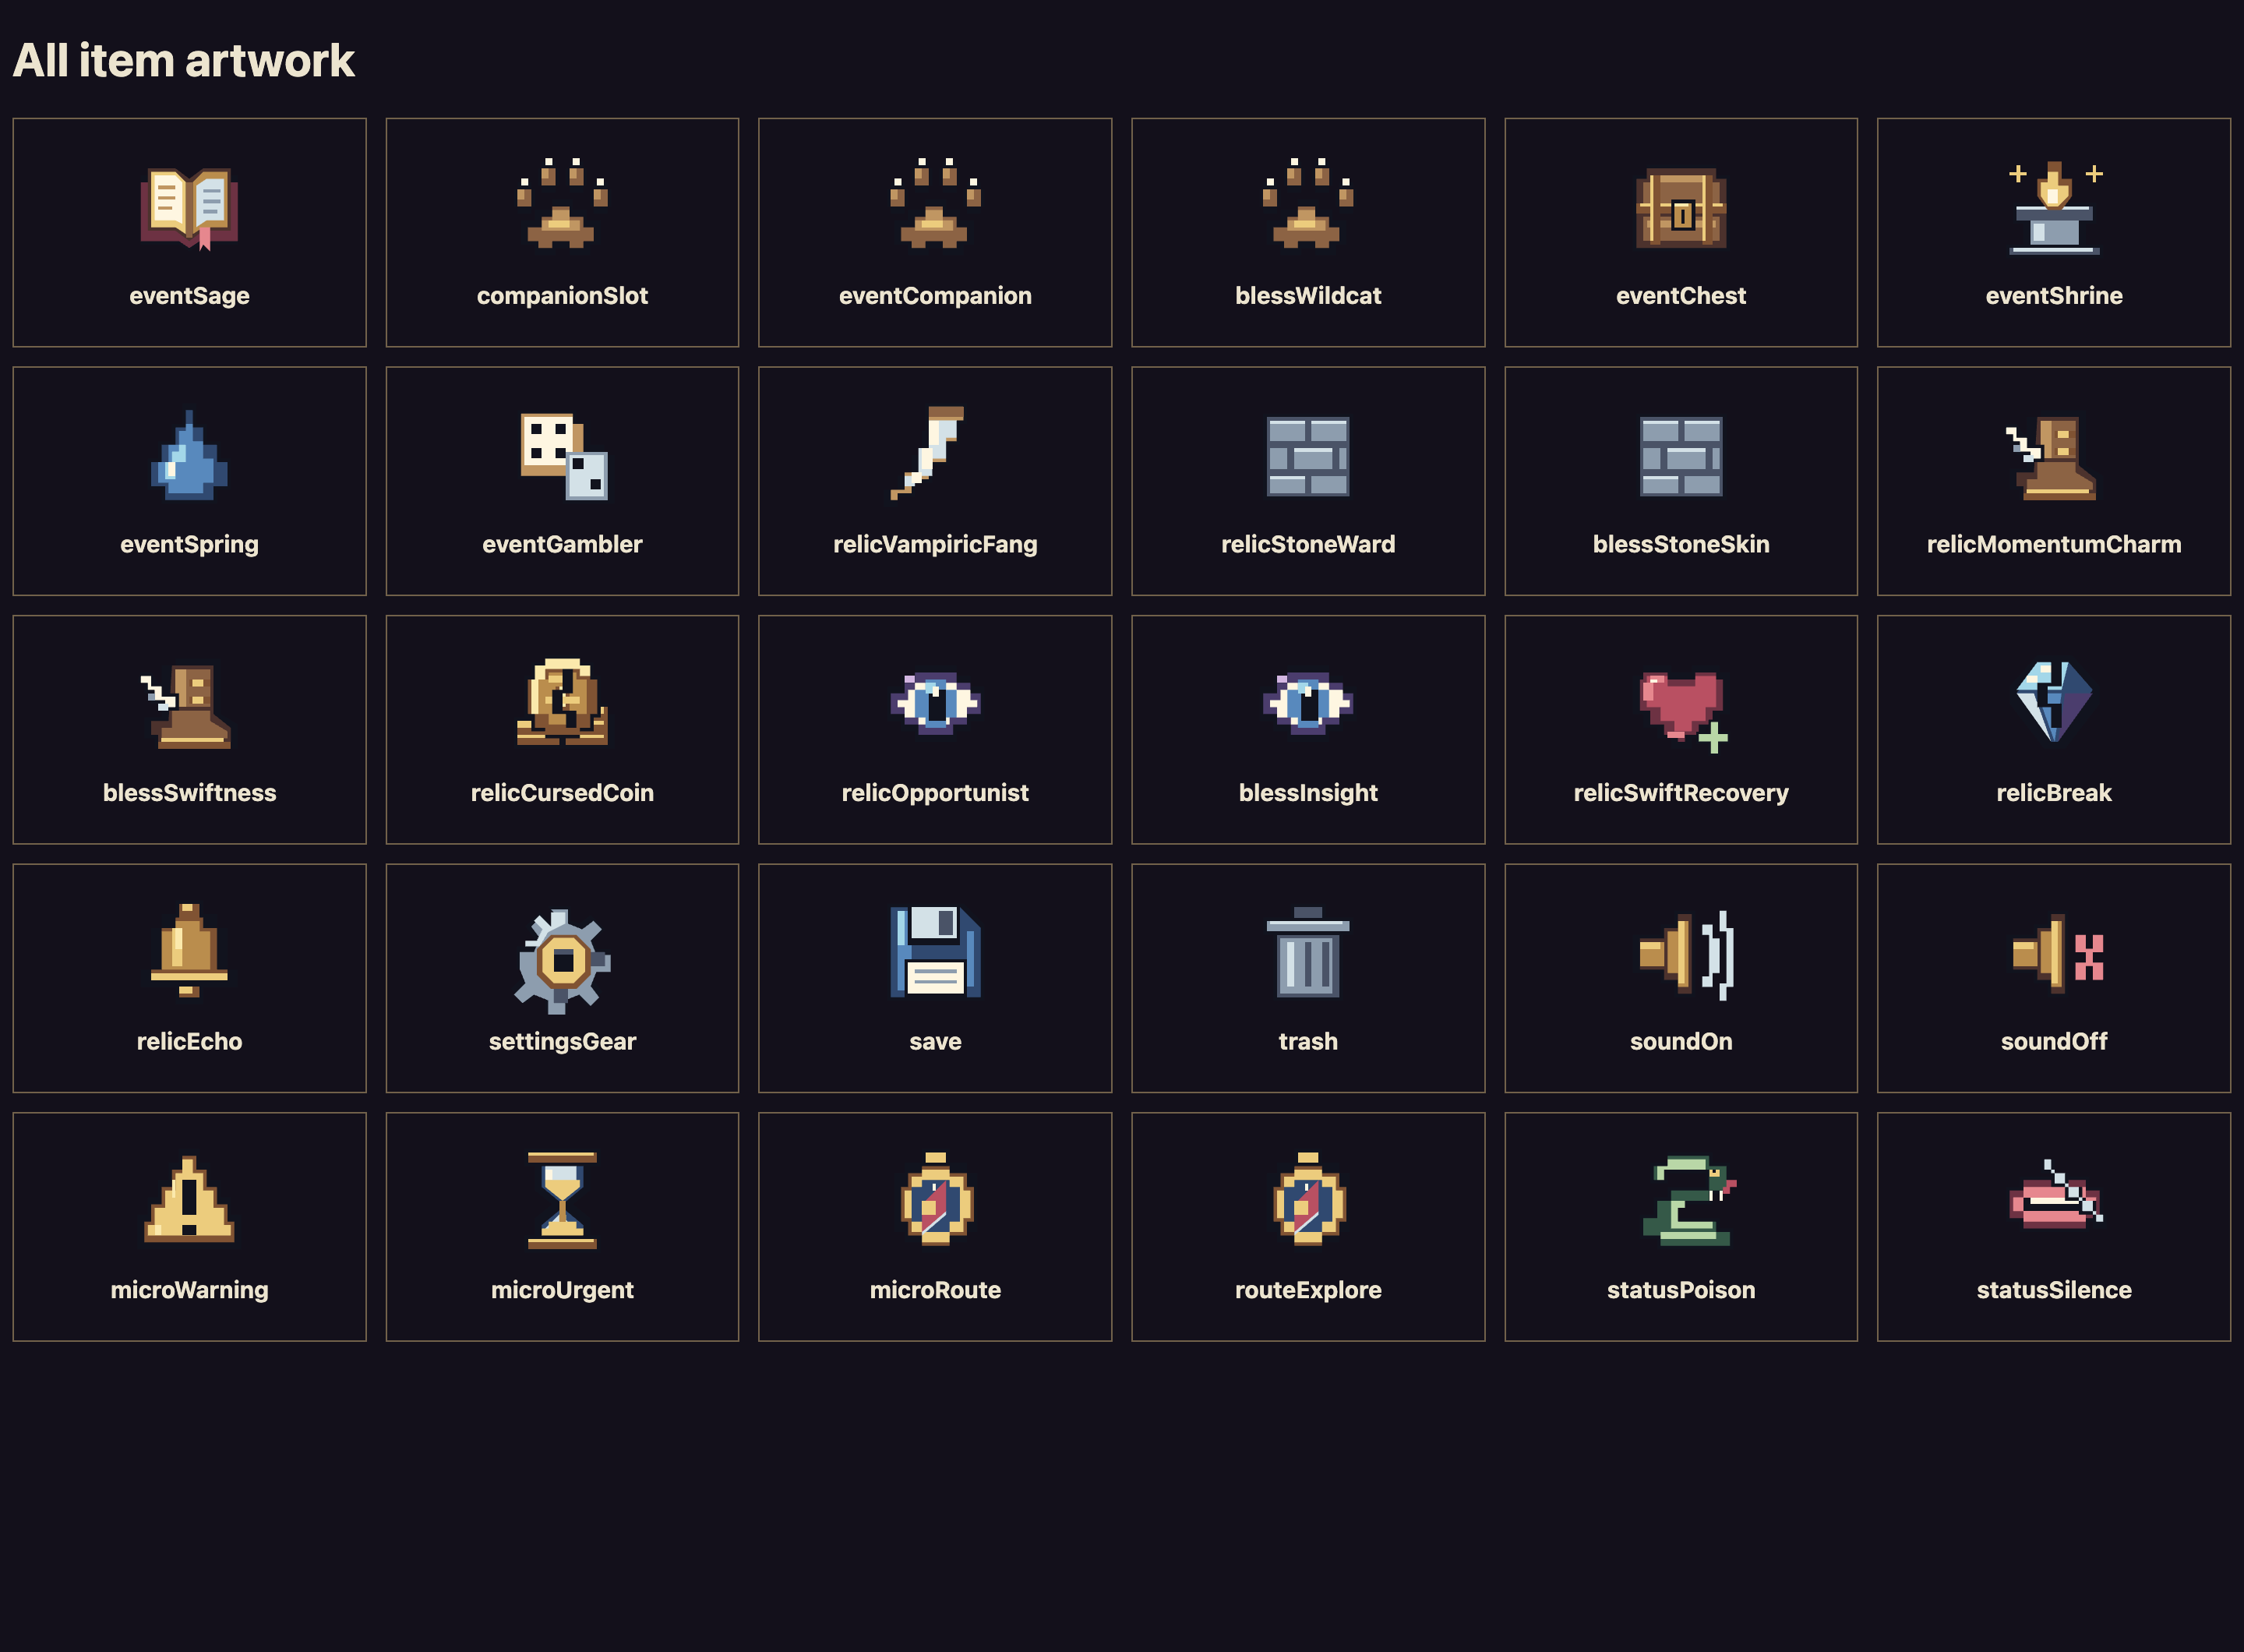 All item artwork
eventSage
companionSlot
eventCompanion
blessWildcat
eventChest
eventShrine
eventSpring
eventGambler
relicVampiricFang
relicStoneWard
blessStoneSkin
relicMomentumCharm
blessSwiftness
relicCursedCoin
relicOpportunist
blessInsight
relicSwiftRecovery
relicBreak
relicEcho
settingsGear
save
trash
soundOn
soundOff
microWarning
microUrgent
microRoute
routeExplore
statusPoison
statusSilence